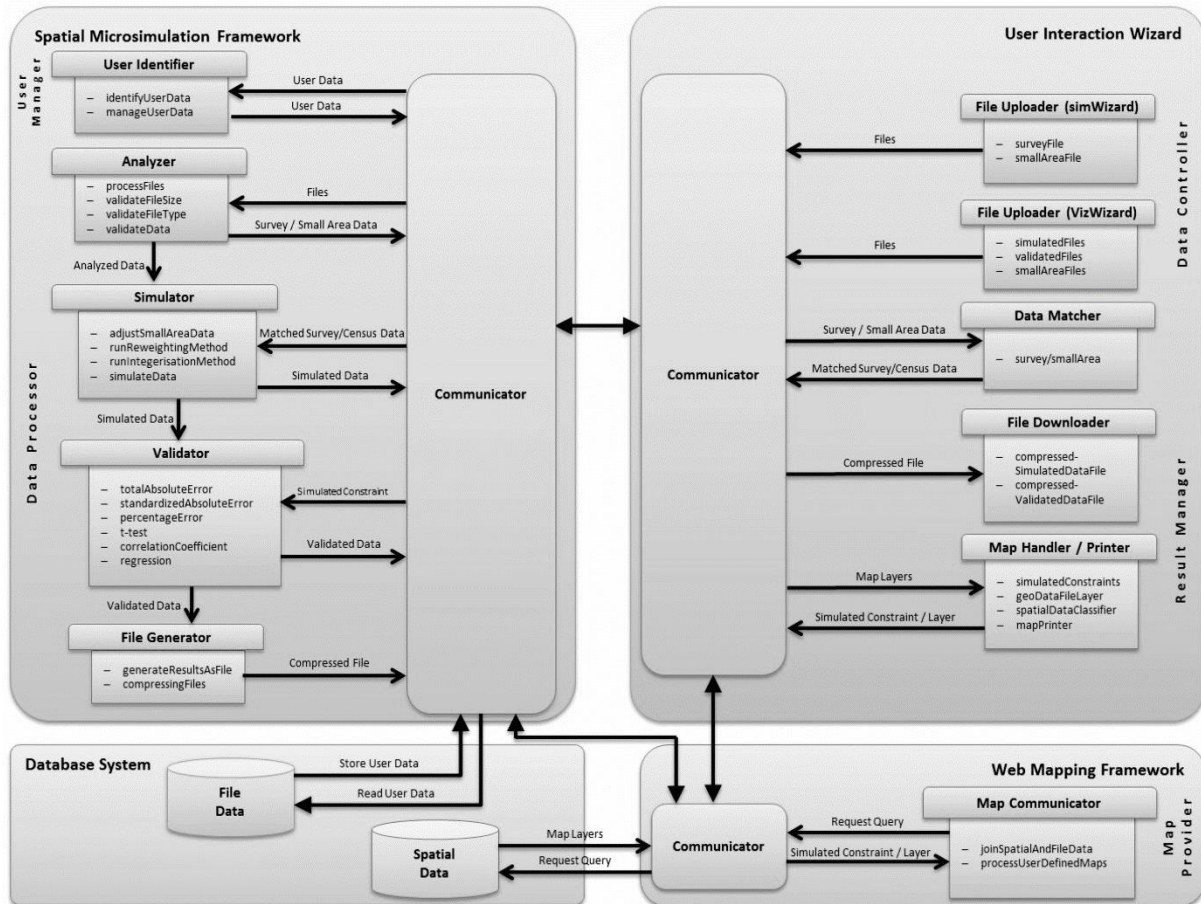 Spatial Microsimulation Framework
User Manager
User Identifier
– identifyUserData
– manageUserData
User Data
User Data
Analyzer
– processFiles
– validateFileSize
– validateFileType
– validateData
Files
Survey / Small Area Data
Analyzed Data
Data Processor
Simulator
– adjustSmallAreaData
– runReweightingMethod
– runIntegerisationMethod
– simulateData
Matched Survey/Census Data
Simulated Data
Simulated Data
Validator
– totalAbsoluteError
– standardizedAbsoluteError
– percentageError
– t-test
– correlationCoefficient
– regression
Simulated Constraint
Validated Data
Validated Data
File Generator
– generateResultsAsFile
– compressingFiles
Compressed File
Communicator
User Interaction Wizard
Communicator
Data Controller
File Uploader (simWizard)
– surveyFile
– smallAreaFile
Files
File Uploader (VizWizard)
– simulatedFiles
– validatedFiles
– smallAreaFiles
Files
Data Matcher
– survey/smallArea
Survey / Small Area Data
Matched Survey/Census Data
Result Manager
File Downloader
– compressed-
SimulatedDataFile
– compressed-
ValidatedDataFile
Compressed File
Map Handler / Printer
– simulatedConstraints
– geoDataFileLayer
– spatialDataClassifier
– mapPrinter
Map Layers
Simulated Constraint / Layer
Database System
File
Data
Store User Data
Read User Data
Spatial
Data
Map Layers
Request Query
Web Mapping Framework
Communicator
Request Query
Simulated Constraint / Layer
Map Communicator
– joinSpatialAndFileData
– processUserDefinedMaps
Map
Provider